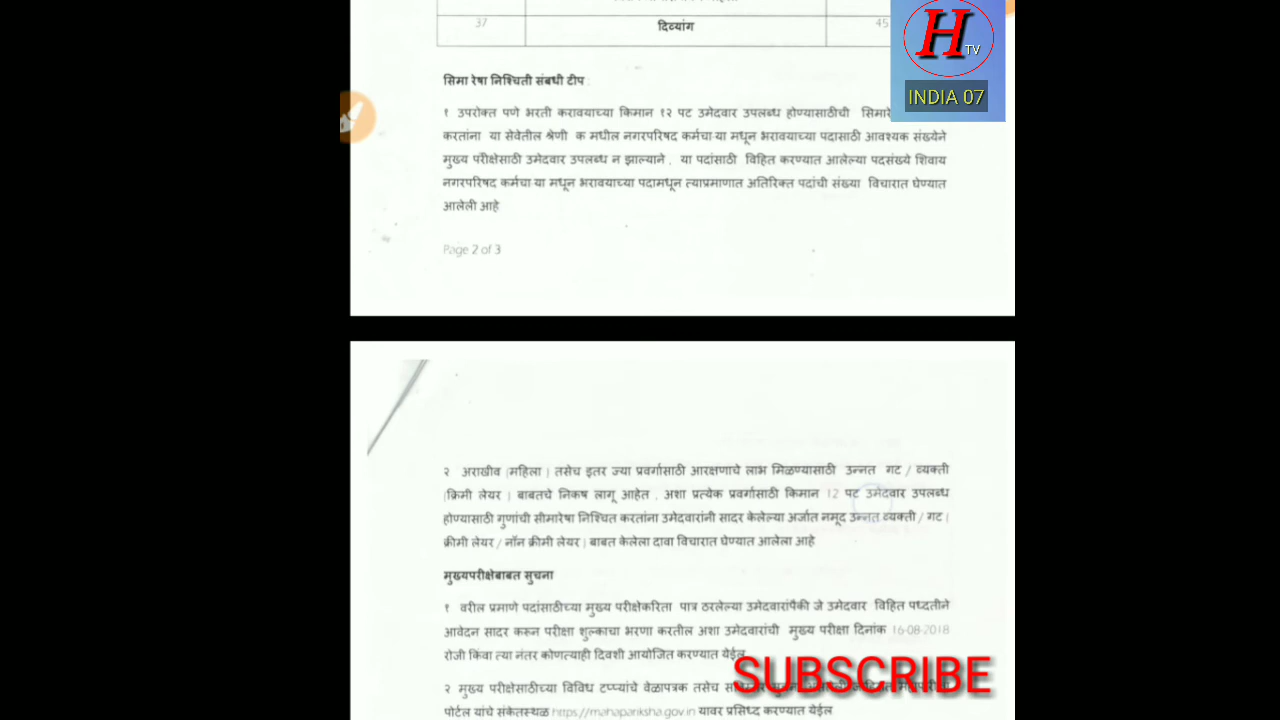 37 दिव्यांग 45
H TV
INDIA 07
सिमा रेषा निश्चिती संबधी टीप :
१ उपरोक्त पणे भरती करावयाच्या किमान १२ पट उमेदवार उपलब्ध होण्यासाठीची
करतांना या सेवेतील श्रेणी क मधील नगरपरिषद कर्मचा या मधून भरावयाच्या पदासाठी आवश्यक संख्येने
मुख्य परीक्षेसाठी उमेदवार उपलब्ध न झाल्याने , या पदांसाठी विहित करण्यात आलेल्या पदसंख्ये शिवाय
नगरपरिषद कर्मचा या मधून भरावयाच्या पदामधून त्याप्रमाणात अतिरिक्त पदांची संख्या विचारात घेण्यात
आलेली आहे
Page 2 of 3
२ अराखीव (महिला ) तसेच इतर ज्या प्रवर्गासाठी आरक्षणाचे लाभ मिळण्यासाठी उन्नत गट / व्यक्ती
(क्रिमी लेयर ) बाबतचे निकष लागू आहेत , अशा प्रत्येक प्रवर्गासाठी किमान 12 पट उमेदवार उपलब्ध
होण्यासाठी गुणांची सीमारेषा निश्चित करतांना उमेदवारांनी सादर केलेल्या अर्जात नमूद उन्नत व्यक्ती / गट (
क्रीमी लेयर / नॉन क्रीमी लेयर ) बाबत केलेला दावा विचारात घेण्यात आलेला आहे
मुख्यपरीक्षेबाबत सुचना
१ वरील प्रमाणे पदांसाठीच्या मुख्य परीक्षेकरिता पात्र ठरलेल्या उमेदवारांपैकी जे उमेदवार विहित पध्दतीने
आवेदन सादर करून परीक्षा शुल्काचा भरणा करतील अशा उमेदवारांची मुख्य परीक्षा दिनांक 16-08-2018
रोजी किंवा त्या नंतर कोणत्याही दिवशी आयोजित करण्यात येईल
SUBSCRIBE
२ मुख्य परीक्षेसाठीच्या विविध टप्प्यांचे वेळापत्रक तसेच
पोर्टल यांचे संकेतस्थळ https://mahapariksha.gov.in यावर प्रसिध्द करण्यात येईल